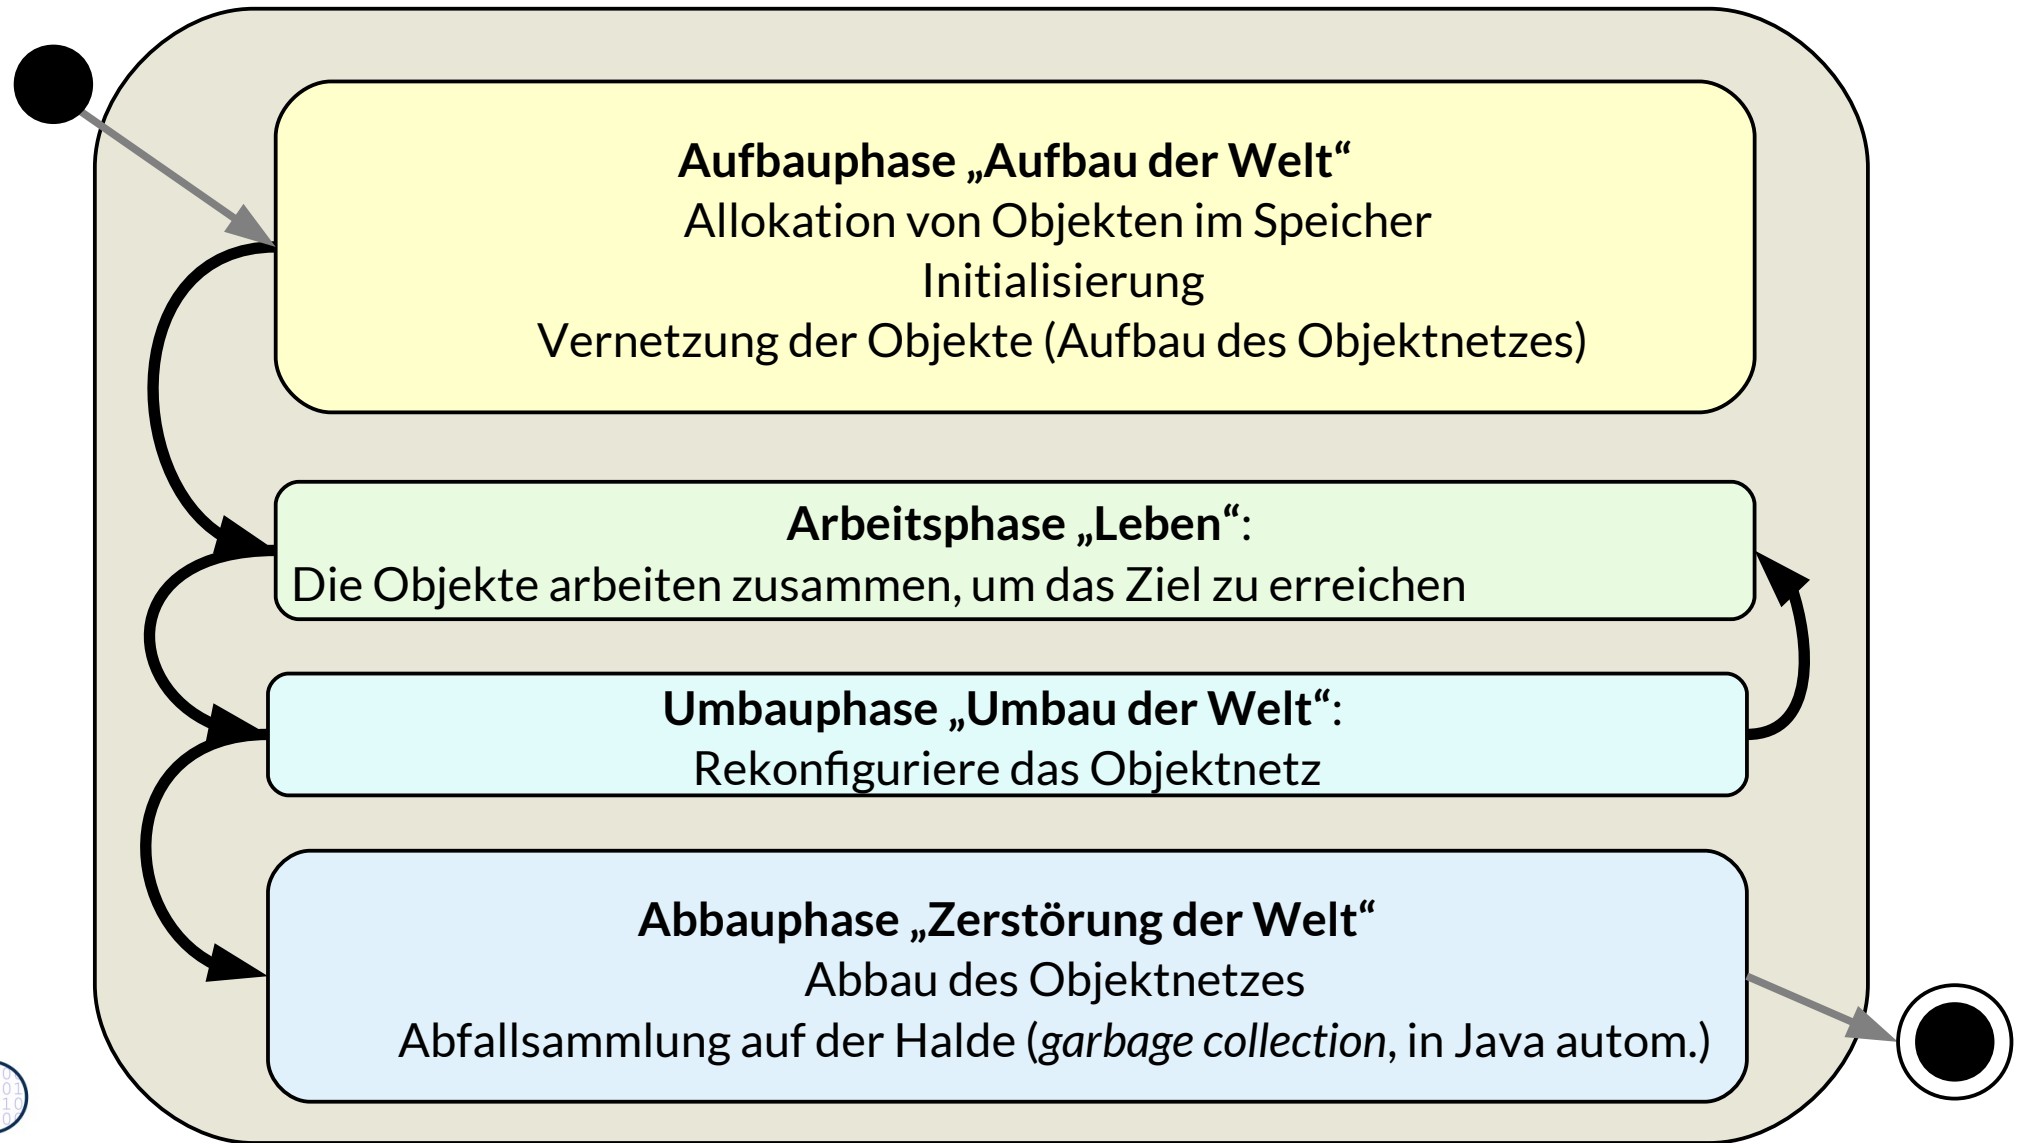 Aufbauphase „Aufbau der Welt“
Allokation von Objekten im Speicher
Initialisierung
Vernetzung der Objekte (Aufbau des Objektnetzes)
Arbeitsphase „Leben“:
Die Objekte arbeiten zusammen, um das Ziel zu erreichen
Umbauphase „Umbau der Welt“:
Rekonfiguriere das Objektnetz
Abbauphase „Zerstörung der Welt“
Abbau des Objektnetzes
Abfallsammlung auf der Halde (garbage collection, in Java autom.)